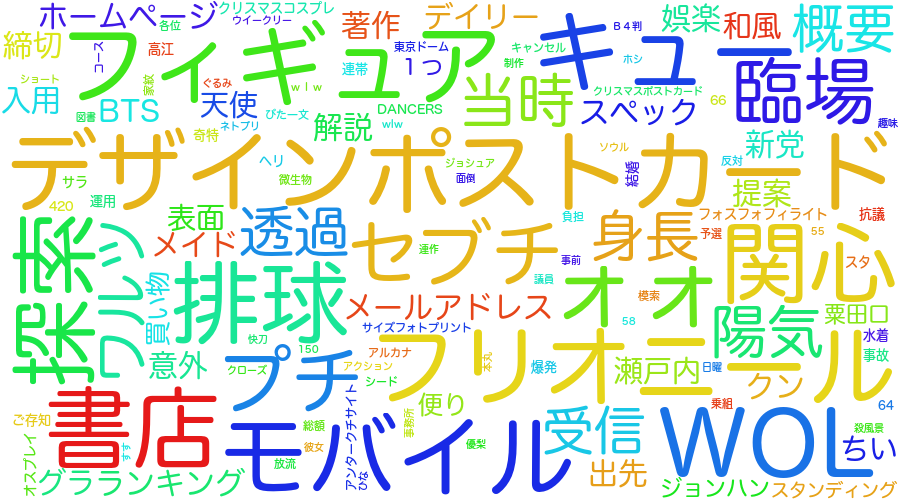 ホームページ
クリスマスコスプレ
ウイークリー
各位
著作
デイリー
娯楽
和風
概要
締切
コース
高江
フィギュア
東京ドーム
1つ
キャンセル
制作
B4判
キュー
ホシ
臨場
ショート
家紋
ぐるみ
wlw
連帯
入用
BTS
天使
DANCERS
当時
クリスマスポストカード
スペック
66
趣味
図書
ネトプリ
ぴたー文
解説
wlw
奇特
ヘリ
ジョシュア
ソウル
新党
反対
デザインポストカード
サラ
微生物
面倒
結婚
提案
420
運用
表面
負担
フォスフォフィライト
抗議
探索
ワルツ
メイド
透過
セブチ
運作
身長
予選
55
関心
事前
スタ
買い物
排球
議員
オオ
模索
メールアドレス
58
陽気
粟田口
快刀
150
サイズフォトプリント
水着
意外
プチ
アルカナ
フリオニール
事故
クローズ
アクション
本丸
爆発
瀬戸内
日曜
シード
クン
書店
アンタークチサイト
便り
乗組
64
ご存知
総額
事務所
受信
WOL
殺風景
オスプレイ
すす
彼女
モバイル
優梨
ちい
放流
ひな
出先
グラランキング
ジョンハン
スタンディング